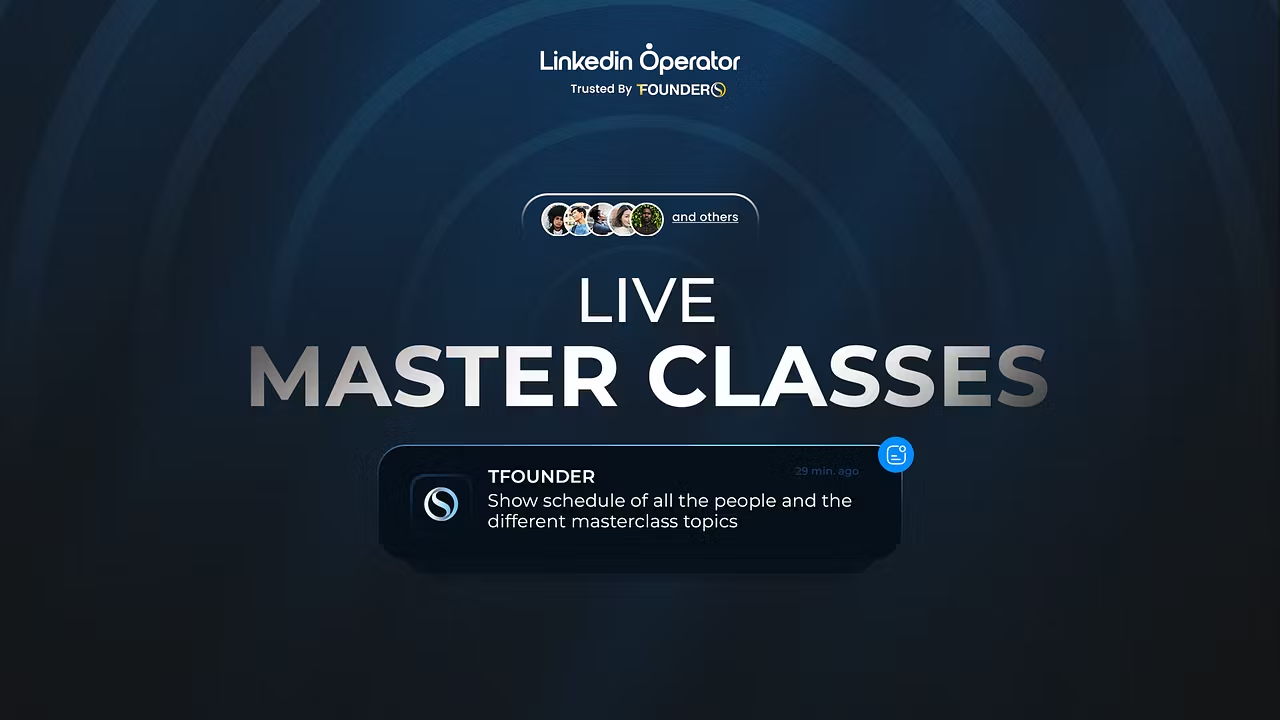 Linkedin Operator
Trusted By TFOUNDERS
and others
LIVE
MASTER CLASSES
TFOUNDER
29 min. ago
Show schedule of all the people and the
different masterclass topics